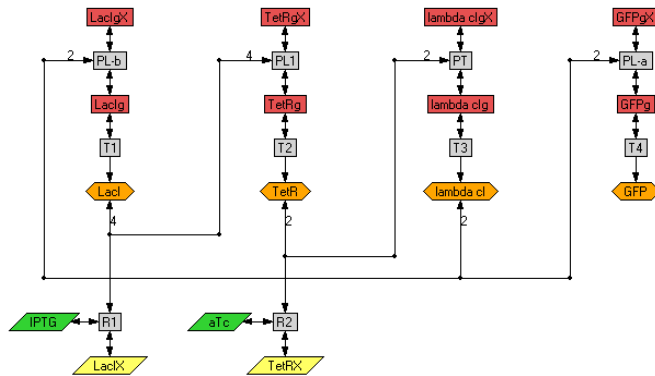 LacIgX TetRgX lambda cIgX GFPgX
2 PL-b 4 PL1 2 PT 2 PL-a
LacIg TetRg lambda cIg GFPg
T1 T2 T3 T4
LacI TetR lambda cI GFP
4 2 2
IPTG R1 aTc R2
LacIX TetRX